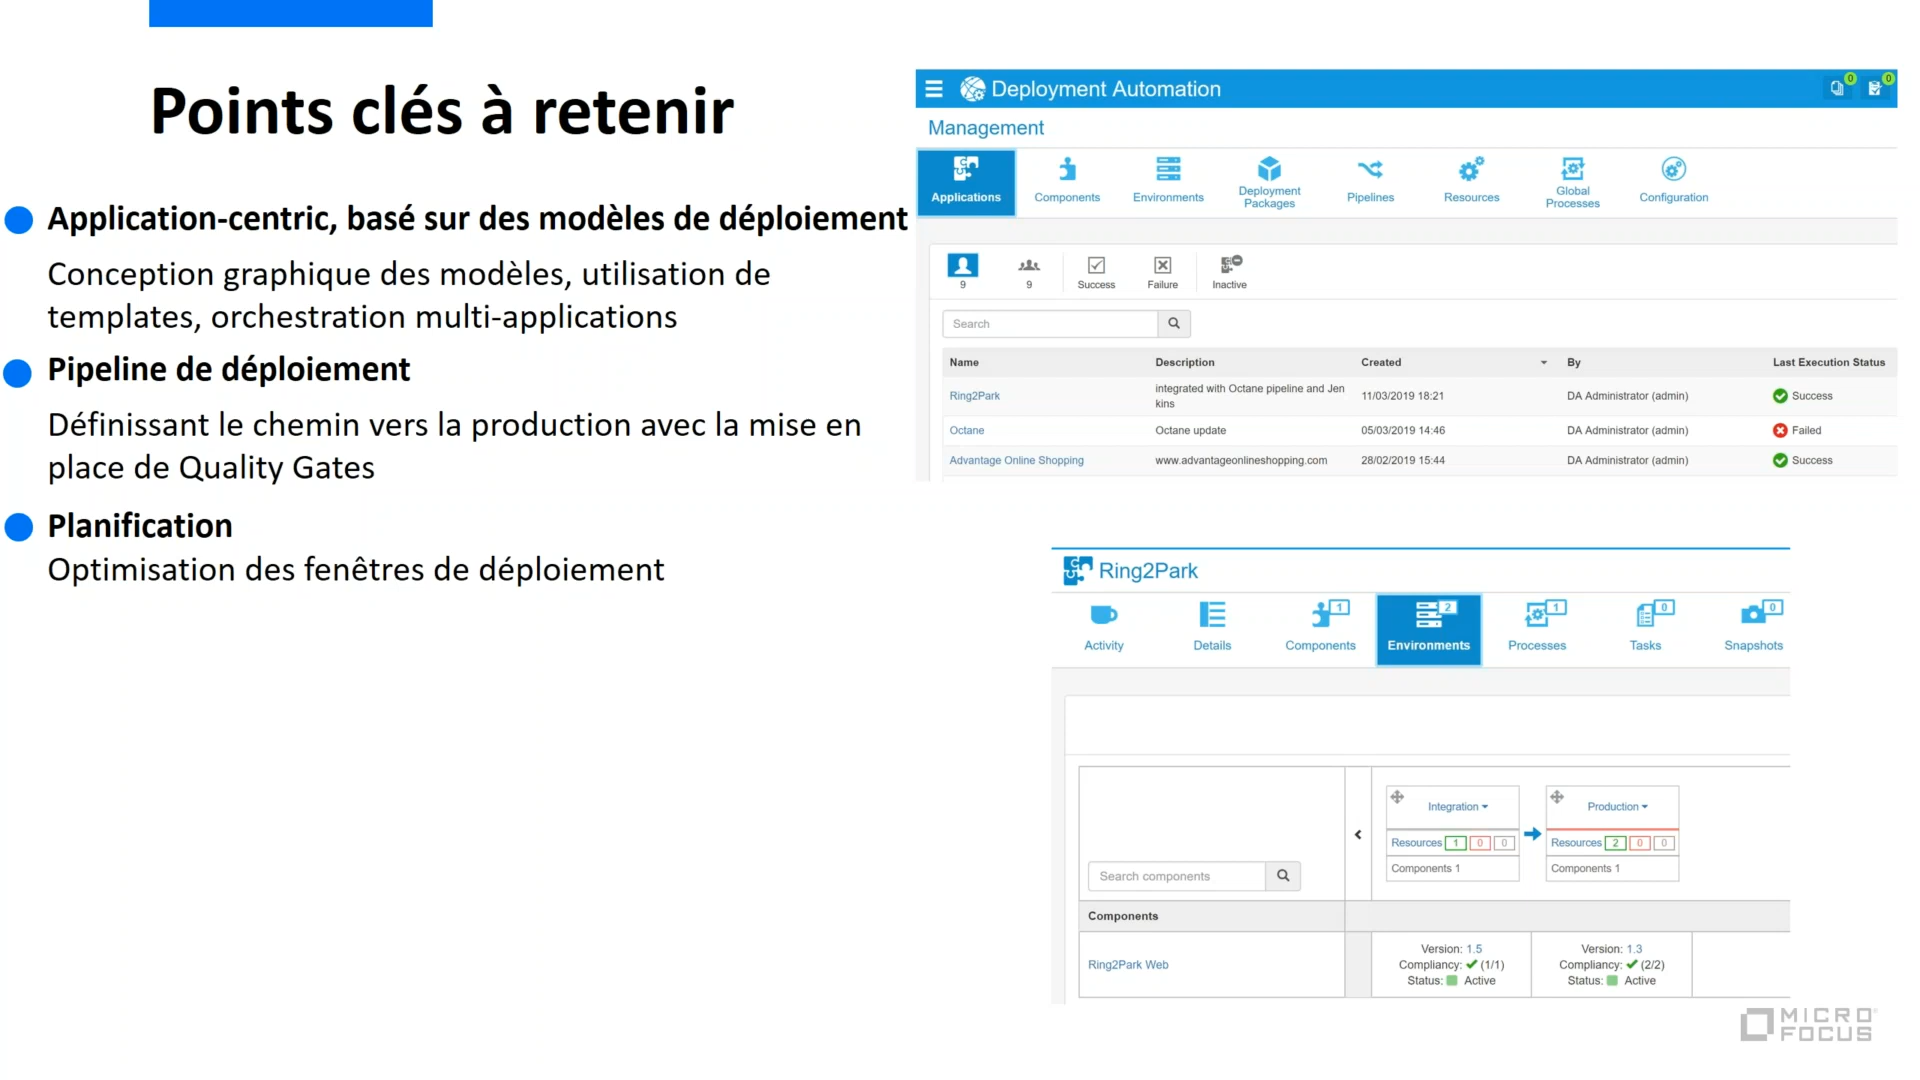 Points clés à retenir
Application-centric, basé sur des modèles de déploiement
Conception graphique des modèles, utilisation de
templates, orchestration multi-applications
Pipeline de déploiement
Définissant le chemin vers la production avec la mise en
place de Quality Gates
Planification
Optimisation des fenêtres de déploiement
Deployment Automation
0 0
Management
Applications Components Environments Deployment Packages Pipelines Resources Global Processes Configuration
9 9 Success Failure Inactive
Search
Name Description Created By Last Execution Status
Ring2Park integrated with Octane pipeline and Jen
kins 11/03/2019 18:21 DA Administrator (admin) Success
Octane Octane update 05/03/2019 14:46 DA Administrator (admin) Failed
Advantage Online Shopping www.advantageonlineshopping.com 28/02/2019 15:44 DA Administrator (admin) Success
Ring2Park
1 2 1 0 0
Activity Details Components Environments Processes Tasks Snapshots
Integration Production
Resources 1 0 0 Resources 2 0 0
Components 1 Components 1
Search components
Components
Ring2Park Web
Version: 1.5 Version: 1.3
Compliancy: (1/1) Compliancy: (2/2)
Status: Active Status: Active
MICRO
FOCUS